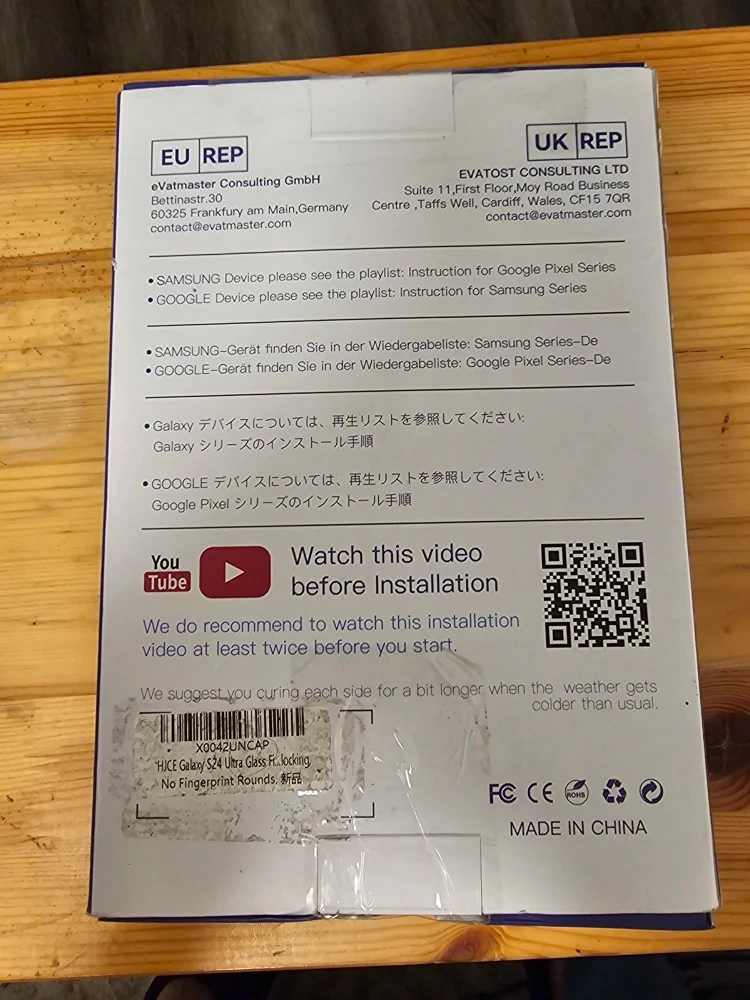 EU REP
eVatmaster Consulting GmbH
Bettinastr.30
60325 Frankfury am Main,Germany
contact@evatmaster.com
UK REP
EVATOST CONSULTING LTD
Suite 11,First Floor,Moy Road Business
Centre ,Taffs Well, Cardiff, Wales, CF15 7QR
contact@evatmaster.com
• SAMSUNG Device please see the playlist: Instruction for Google Pixel Series
• GOOGLE Device please see the playlist: Instruction for Samsung Series
• SAMSUNG-Gerät finden Sie in der Wiedergabeliste: Samsung Series-De
• GOOGLE-Gerät finden Sie in der Wiedergabeliste: Google Pixel Series-De
• Galaxy デバイスについては、再生リストを参照してください:
Galaxy シリーズのインストール手順
• GOOGLE デバイスについては、再生リストを参照してください:
Google Pixel シリーズのインストール手順
You
Tube
Watch this video
before Installation
We do recommend to watch this installation
video at least twice before you start.
We suggest you curing each side for a bit longer when the weather gets
colder than usual.
X0042UNCAP
HJCE Galaxy S24 Ultra Glass Fi...locking,
No Fingerprint Rounds, 新品
FC CE ROHS
MADE IN CHINA